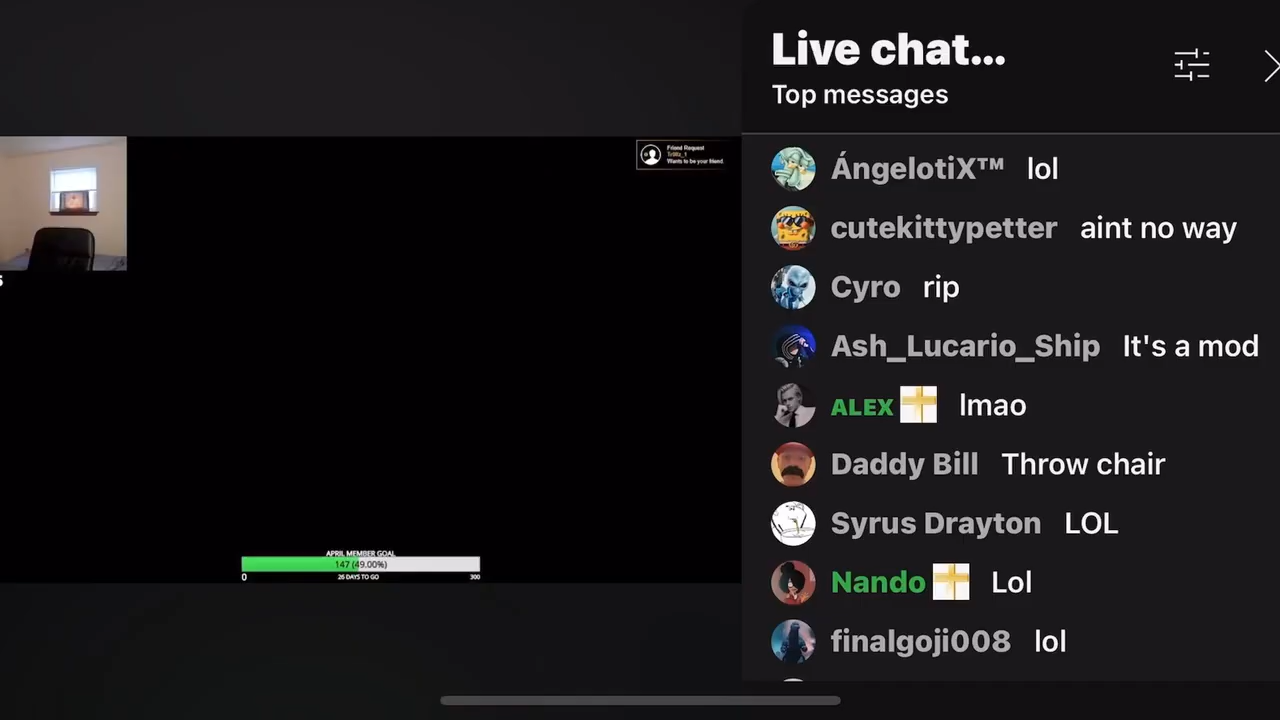 Live chat...
Top messages
Friend Request
Wants to be your friend.
ÁngelotiX™ lol
cutekittypetter aint no way
Cyro rip
Ash_Lucario_Ship It's a mod
ALEX lmao
Daddy Bill Throw chair
Syrus Drayton LOL
Nando Lol
finalgoji008 lol
APRIL MEMBER GOAL
147 (49.00%)
0 26 DAYS TO GO 300